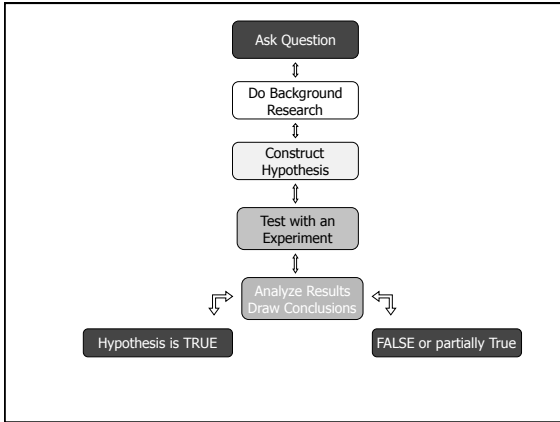 Ask Question
Do Background
Research
Construct
Hypothesis
Test with an
Experiment
Analyze Results
Draw Conclusions
Hypothesis is TRUE
FALSE or partially True